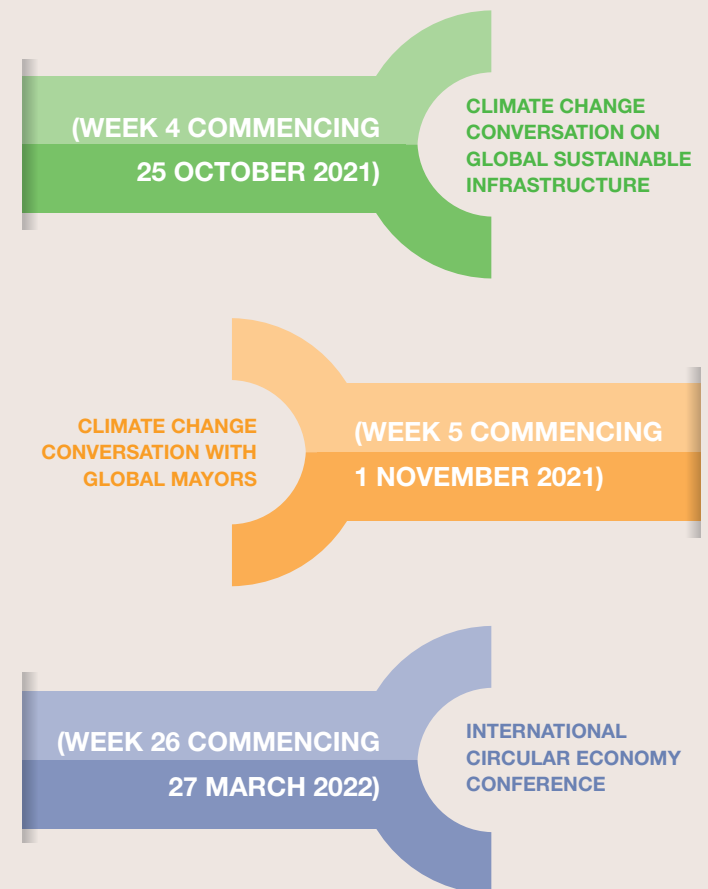 (WEEK 4 COMMENCING
25 OCTOBER 2021)
CLIMATE CHANGE
CONVERSATION ON
GLOBAL SUSTAINABLE
INFRASTRUCTURE
CLIMATE CHANGE
CONVERSATION WITH
GLOBAL MAYORS
(WEEK 5 COMMENCING
1 NOVEMBER 2021)
(WEEK 26 COMMENCING
27 MARCH 2022)
INTERNATIONAL
CIRCULAR ECONOMY
CONFERENCE